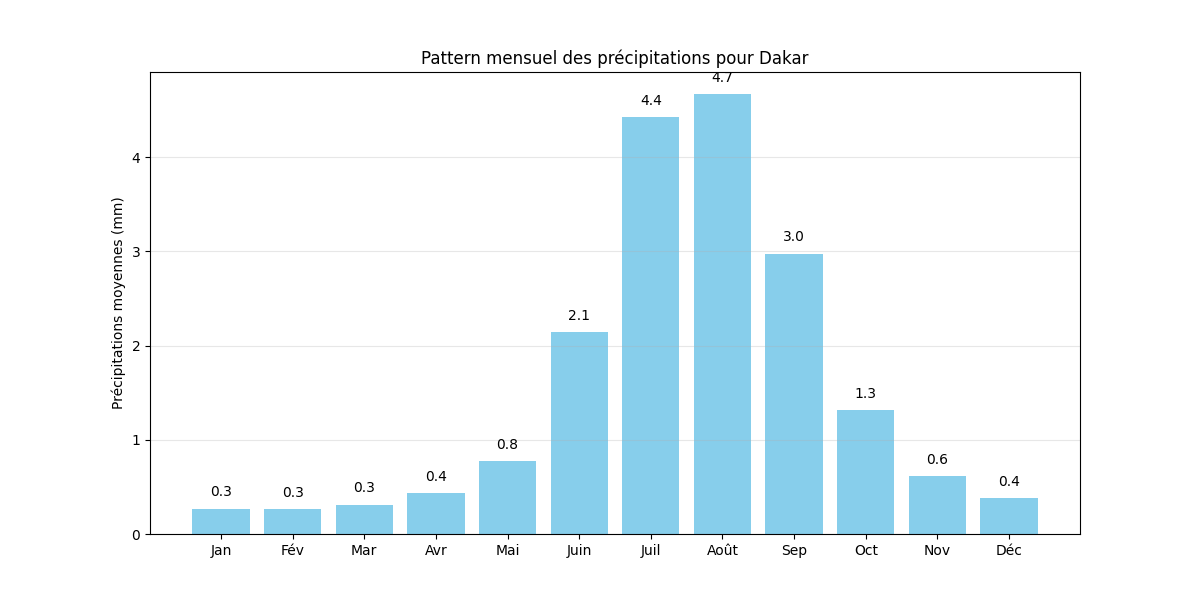 Pattern mensuel des précipitations pour Dakar
Précipitations moyennes (mm)
4
3
2
1
0
0.3
0.3
0.3
0.4
0.8
2.1
4.4
4.7
3.0
1.3
0.6
0.4
Jan
Fév
Mar
Avr
Mai
Juin
Juil
Août
Sep
Oct
Nov
Déc